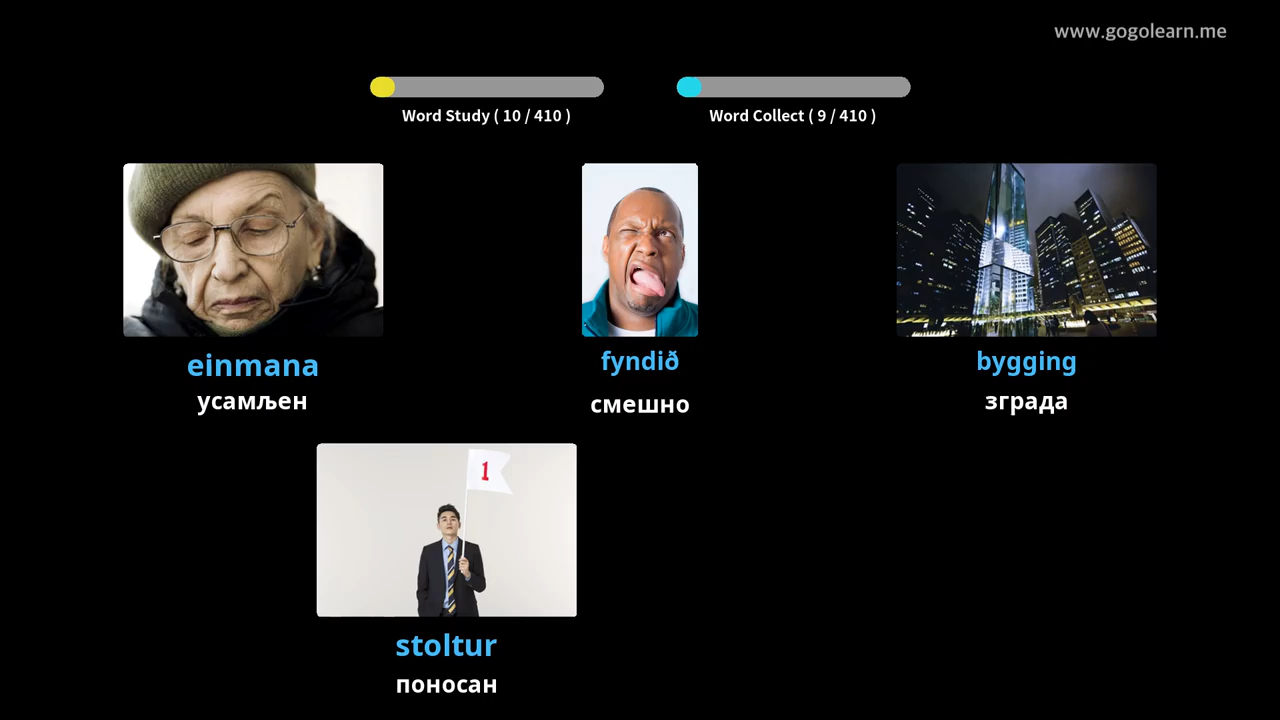 www.gogolearn.me
Word Study ( 10 / 410 )
Word Collect ( 9 / 410 )
einmana
усамљен
fyndið
смешно
bygging
зграда
1
stoltur
поносан